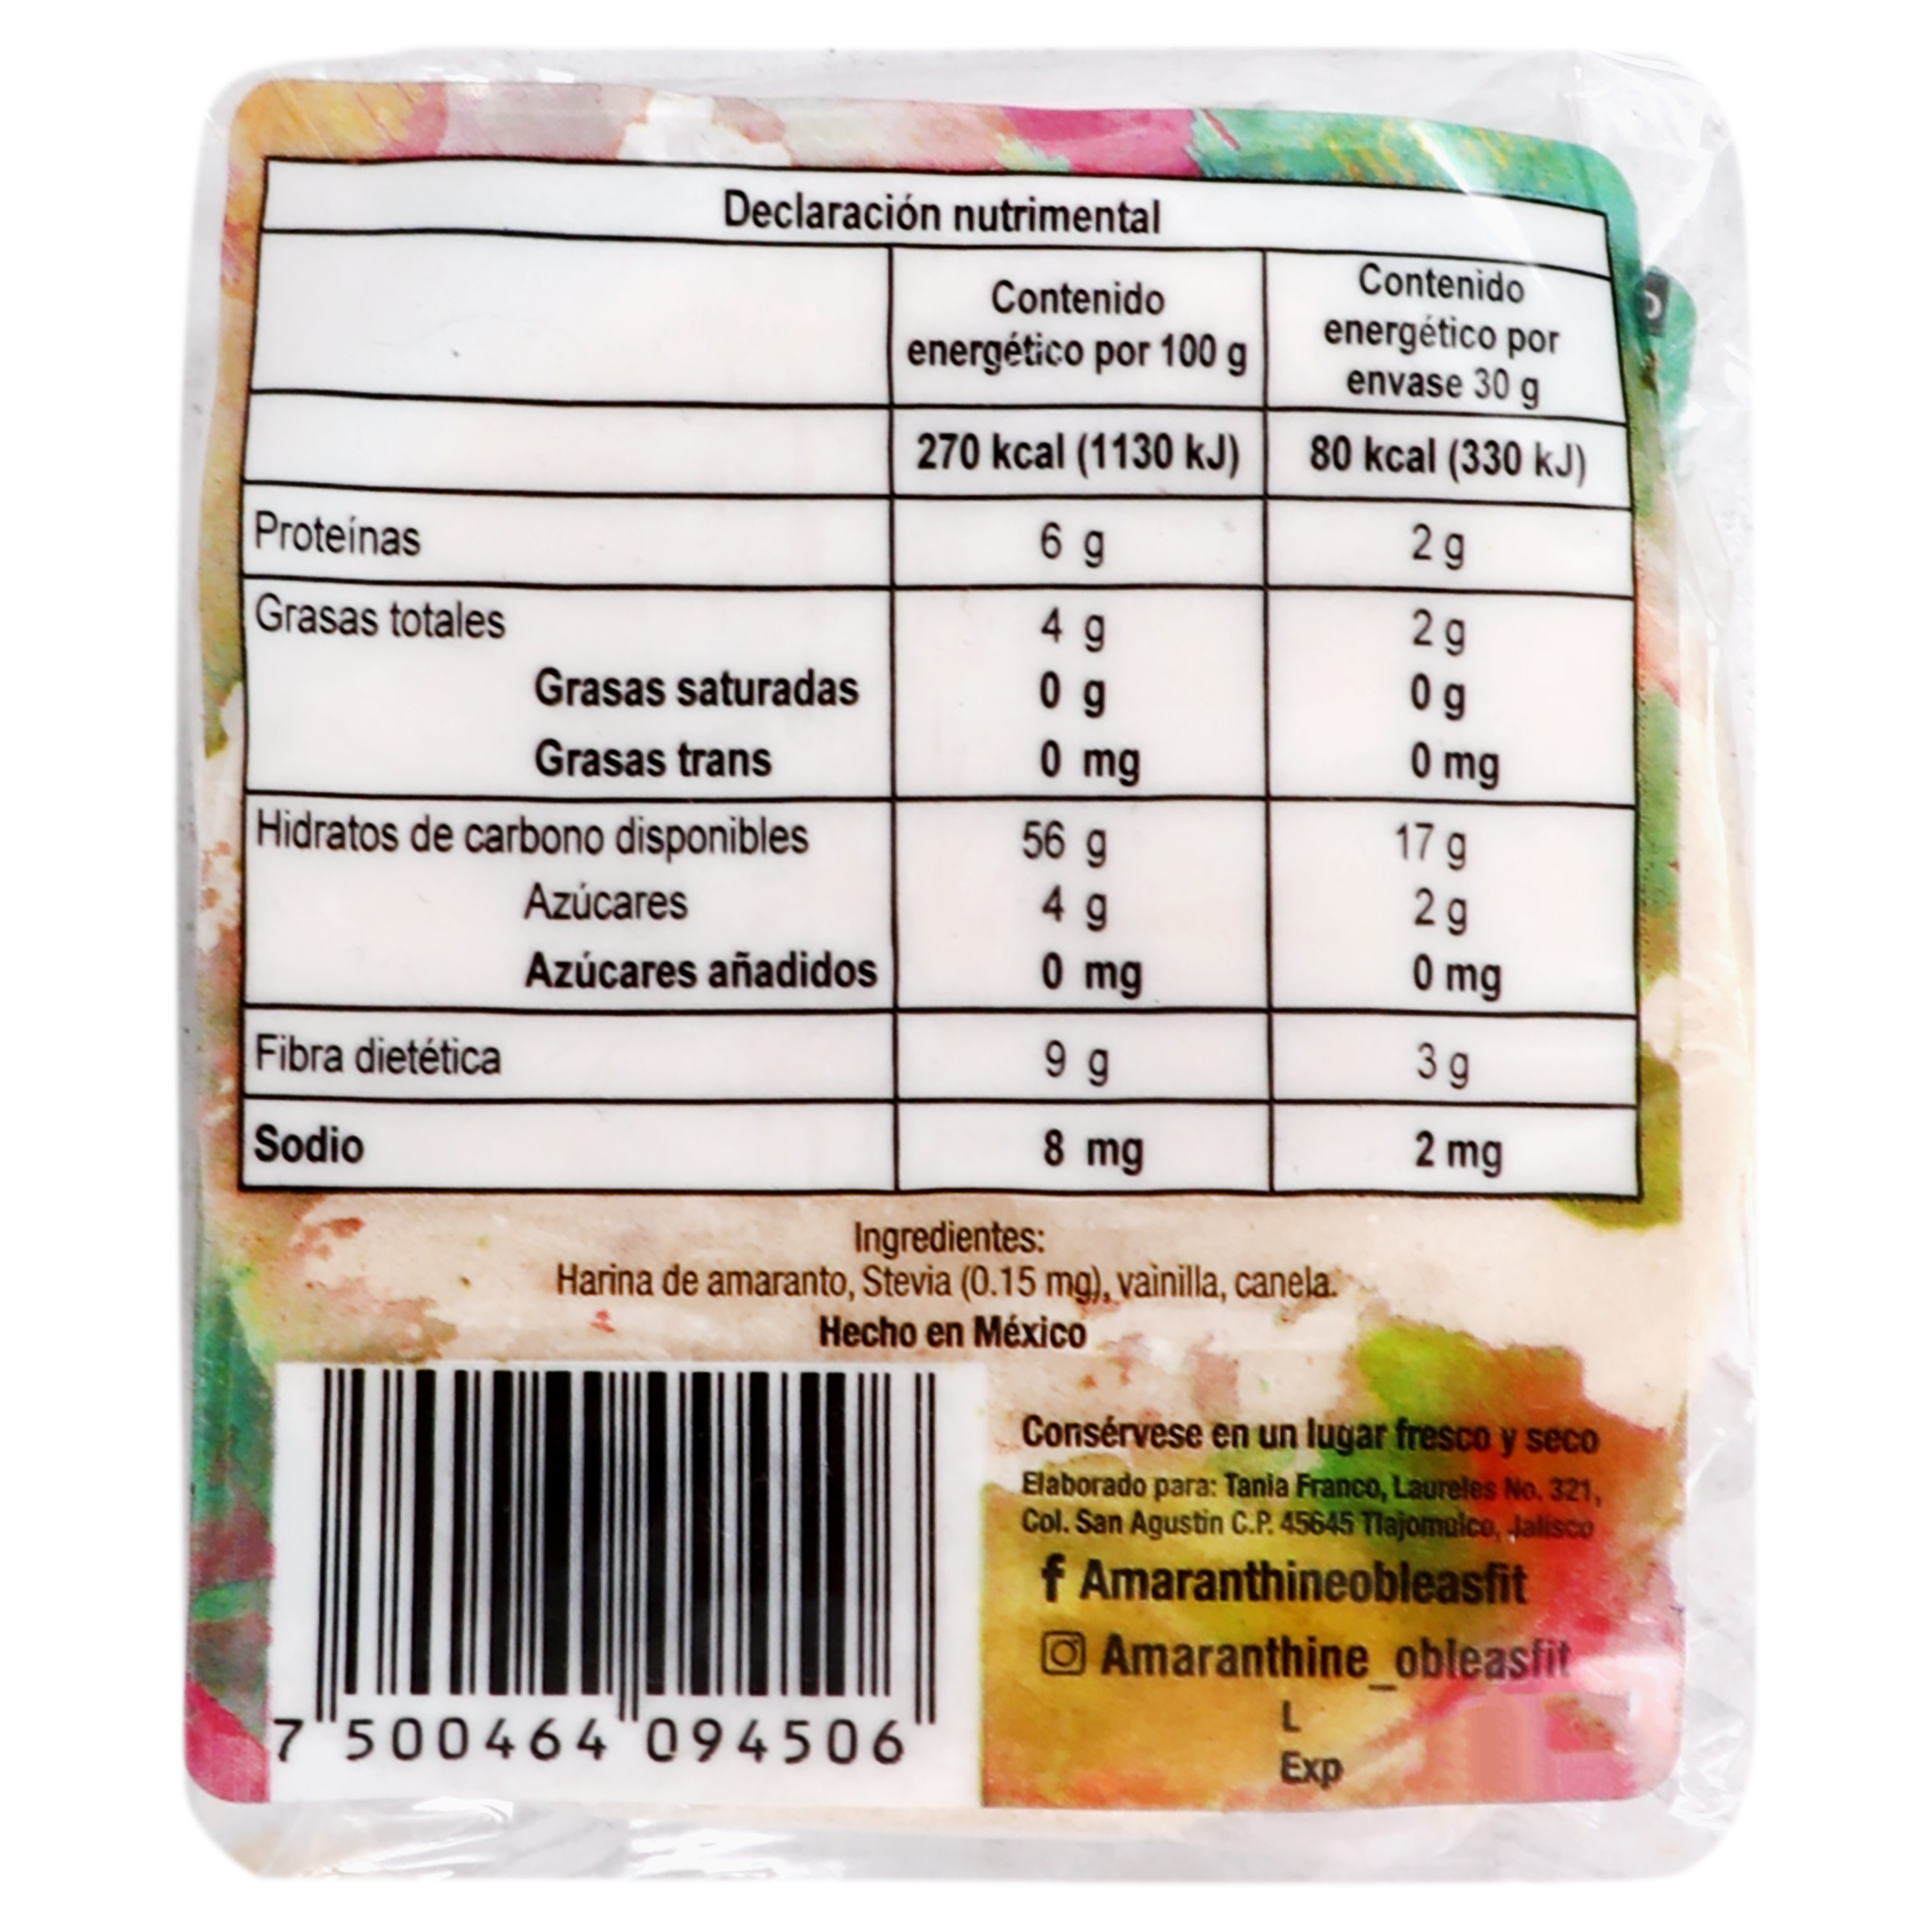 Declaración nutrimental
Contenido energético por 100 g
Contenido energético por envase 30 g
270 kcal (1130 kJ) 80 kcal (330 kJ)
Proteínas 6 g 2 g
Grasas totales 4 g 2 g
Grasas saturadas 0 g 0 g
Grasas trans 0 mg 0 mg
Hidratos de carbono disponibles 56 g 17 g
Azúcares 4 g 2 g
Azúcares añadidos 0 mg 0 mg
Fibra dietética 9 g 3 g
Sodio 8 mg 2 mg
Ingredientes:
Harina de amaranto, Stevia (0.15 mg), vainilla, canela.
Hecho en México
7 500464 094506
Consérvese en un lugar fresco y seco
Elaborado para: Tania Franco, Laureles No. 321,
Col. San Agustin C.P. 45645 Tlajomulco, Jalisco
f Amaranthineobleasfit
Amaranthine_obleasfit
L
Exp